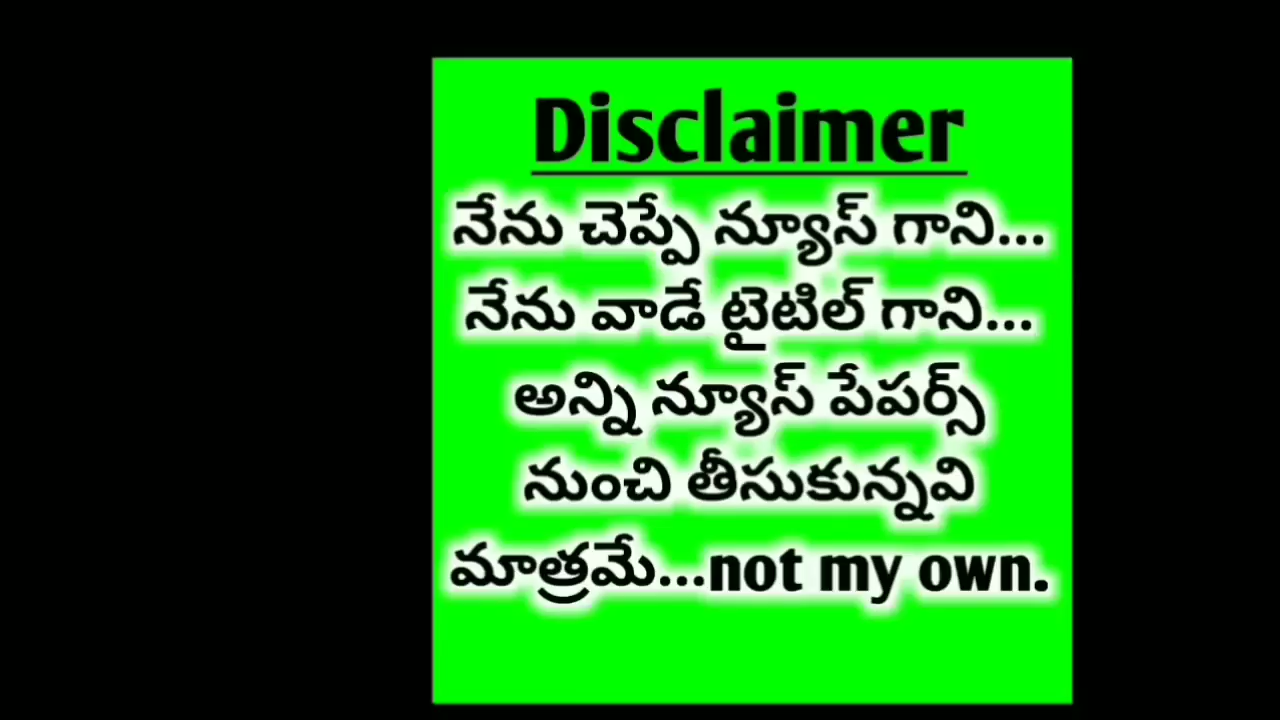 Disclaimer
నేను చెప్పే న్యూస్ గాని...
నేను వాడే టైటిల్ గాని...
అన్ని న్యూస్ పేపర్స్
నుంచి తీసుకున్నవి
మాత్రమే...not my own.